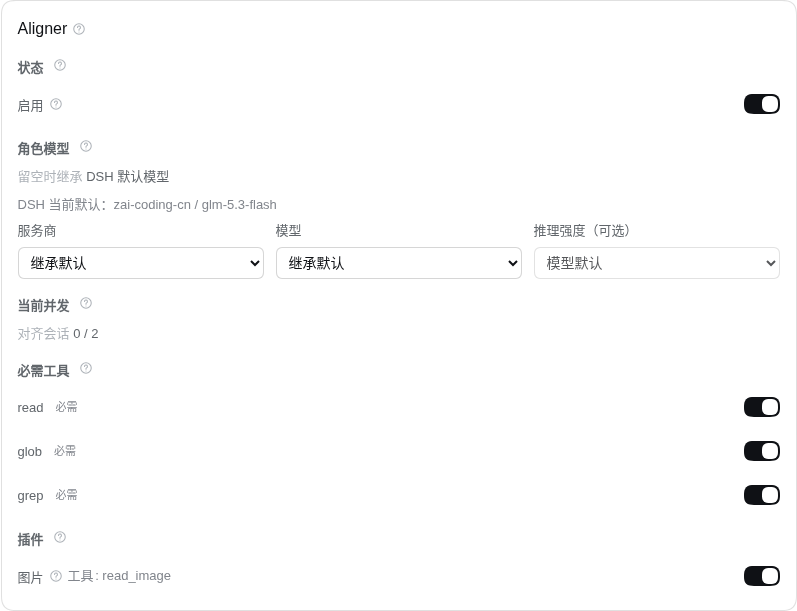 Aligner
状态
启用
角色模型
留空时继承 DSH 默认模型
DSH 当前默认：zai-coding-cn / glm-5.3-flash
服务商 模型 推理强度（可选）
继承默认 继承默认 模型默认
当前并发
对齐会话 0 / 2
必需工具
read 必需
glob 必需
grep 必需
插件
图片 工具: read_image